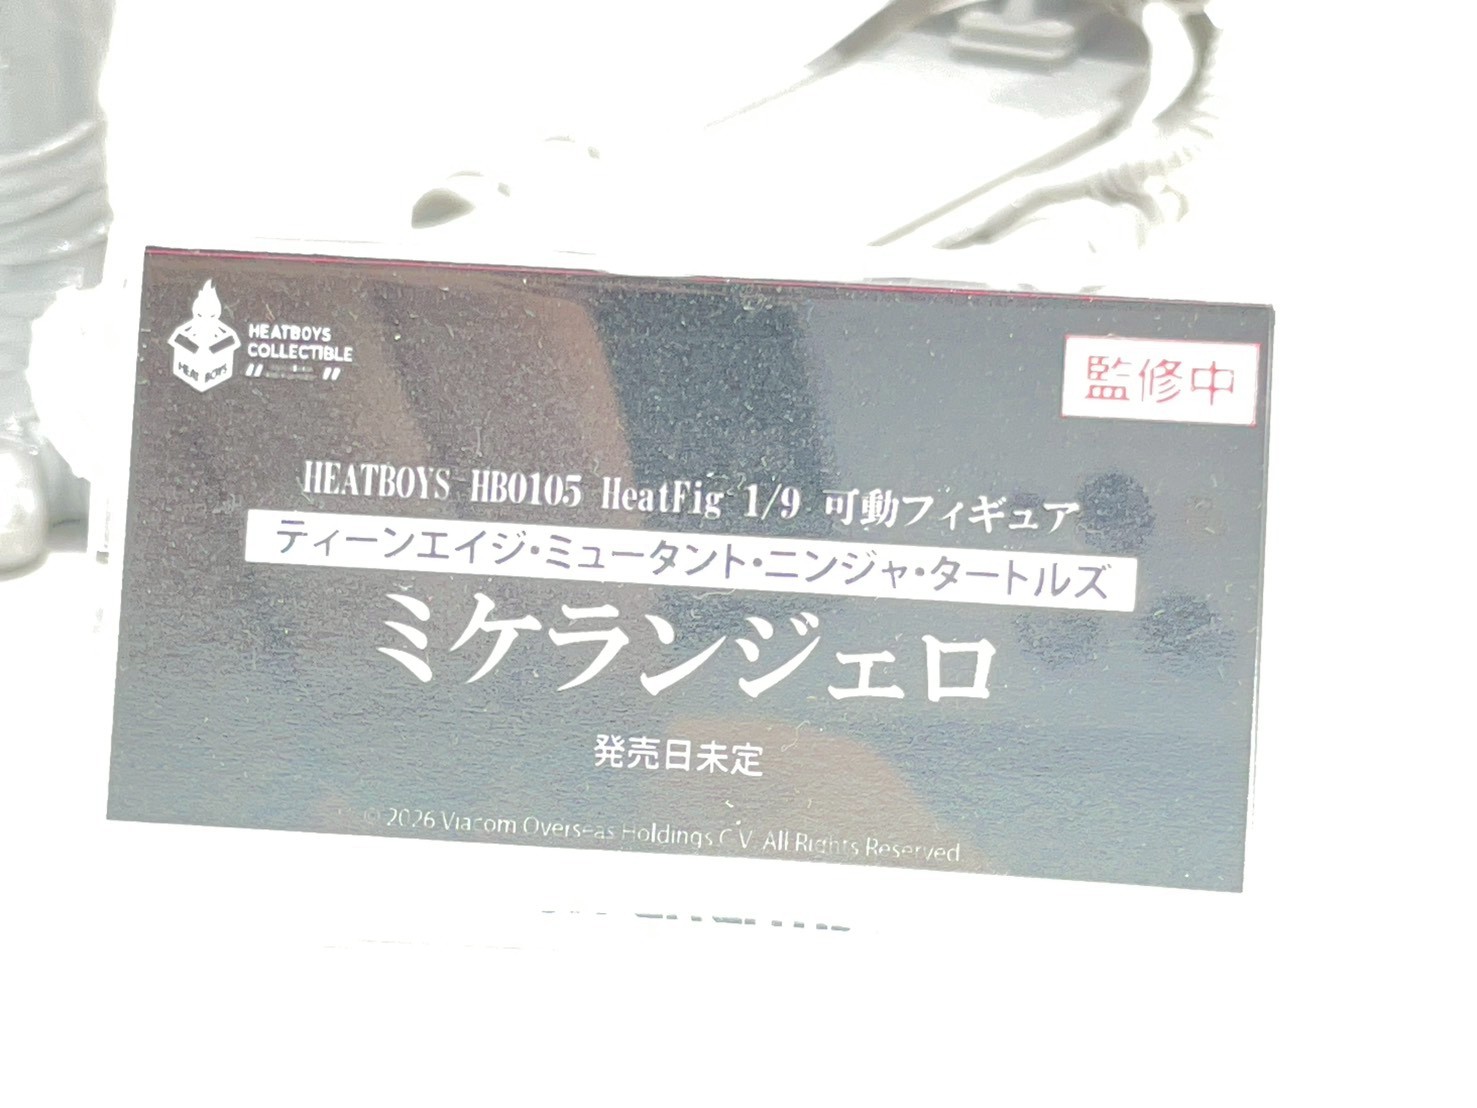 HEATBOYS
COLLECTIBLE
HEAT BOYS
監修中
HEATBOYS HB0105 HeatFig 1/9 可動フィギュア
ティーンエイジ・ミュータント・ニンジャ・タートルズ
ミケランジェロ
発売日未定
© 2026 Viacom Overseas Holdings C.V. All Rights Reserved.